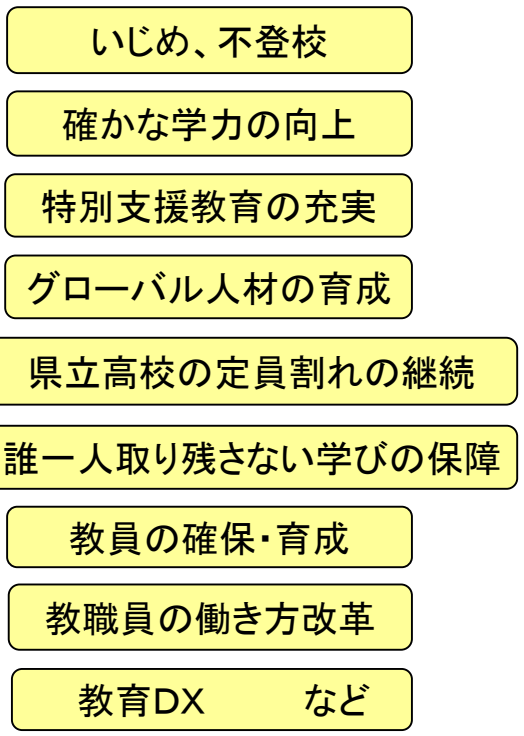 いじめ、不登校
確かな学力の向上
特別支援教育の充実
グローバル人材の育成
県立高校の定員割れの継続
誰一人取り残さない学びの保障
教員の確保・育成
教職員の働き方改革
教育DX　　　など